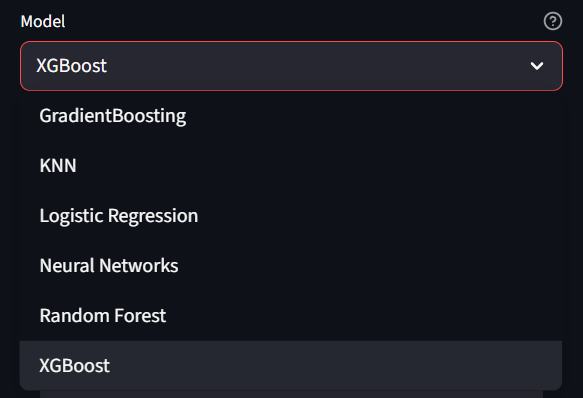 Model
?
XGBoost
GradientBoosting
KNN
Logistic Regression
Neural Networks
Random Forest
XGBoost